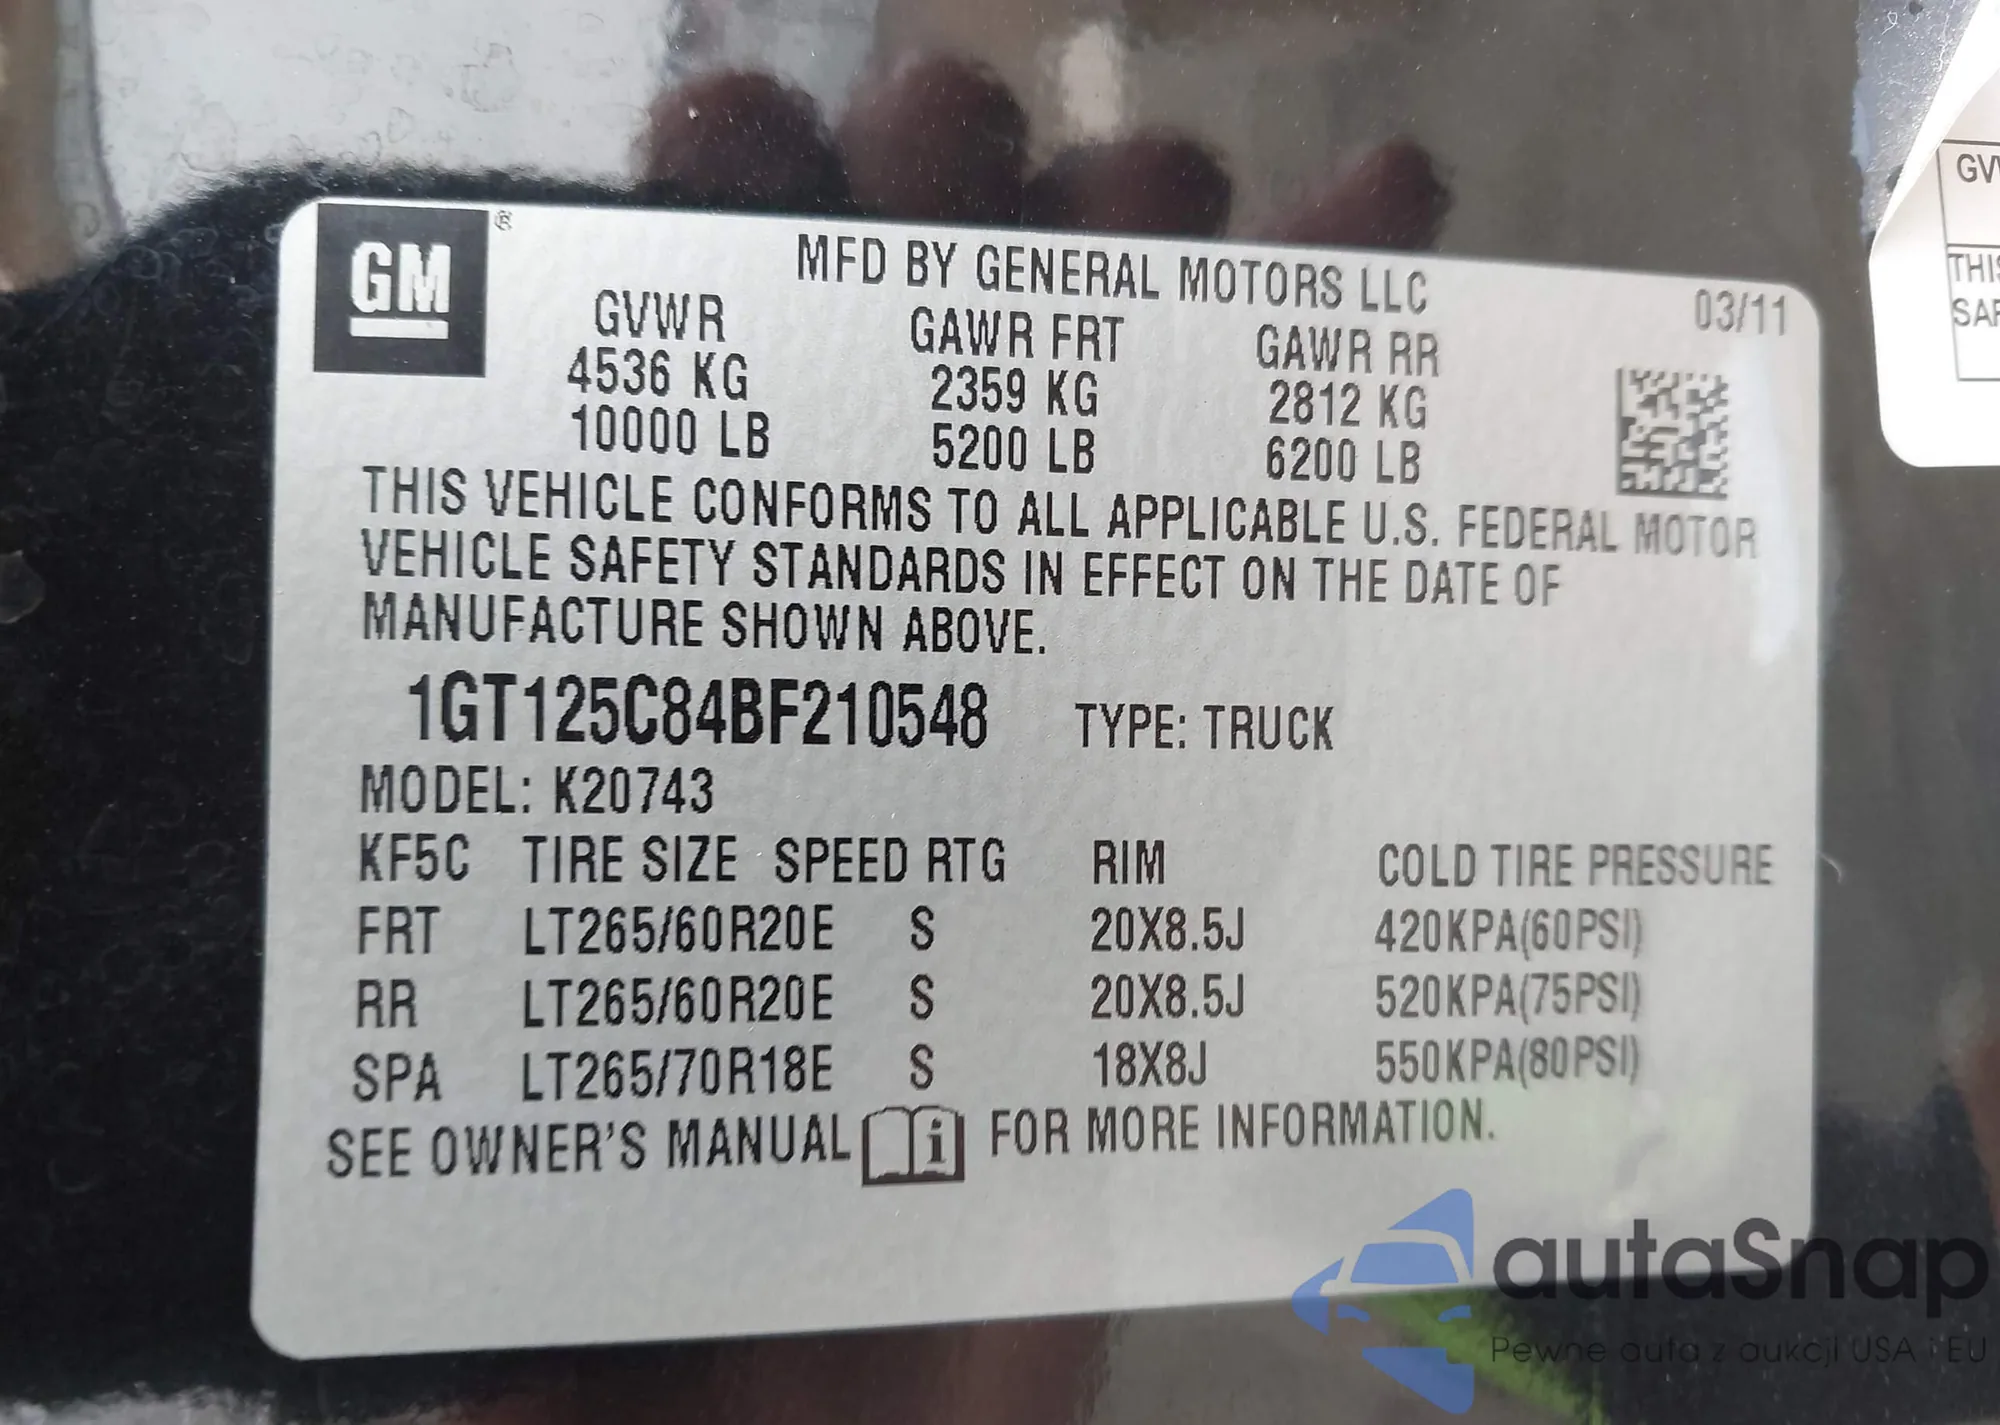 GM ®
MFD BY GENERAL MOTORS LLC
03/11
GVWR GAWR FRT GAWR RR
4536 KG 2359 KG 2812 KG
10000 LB 5200 LB 6200 LB
THIS VEHICLE CONFORMS TO ALL APPLICABLE U.S. FEDERAL MOTOR
VEHICLE SAFETY STANDARDS IN EFFECT ON THE DATE OF
MANUFACTURE SHOWN ABOVE.
1GT125C84BF210548 TYPE: TRUCK
MODEL: K20743
KF5C TIRE SIZE SPEED RTG RIM COLD TIRE PRESSURE
FRT LT265/60R20E S 20X8.5J 420KPA(60PSI)
RR LT265/60R20E S 20X8.5J 520KPA(75PSI)
SPA LT265/70R18E S 18X8J 550KPA(80PSI)
SEE OWNER'S MANUAL i FOR MORE INFORMATION.
autaSnap
Pewne auta z aukcji USA i EU